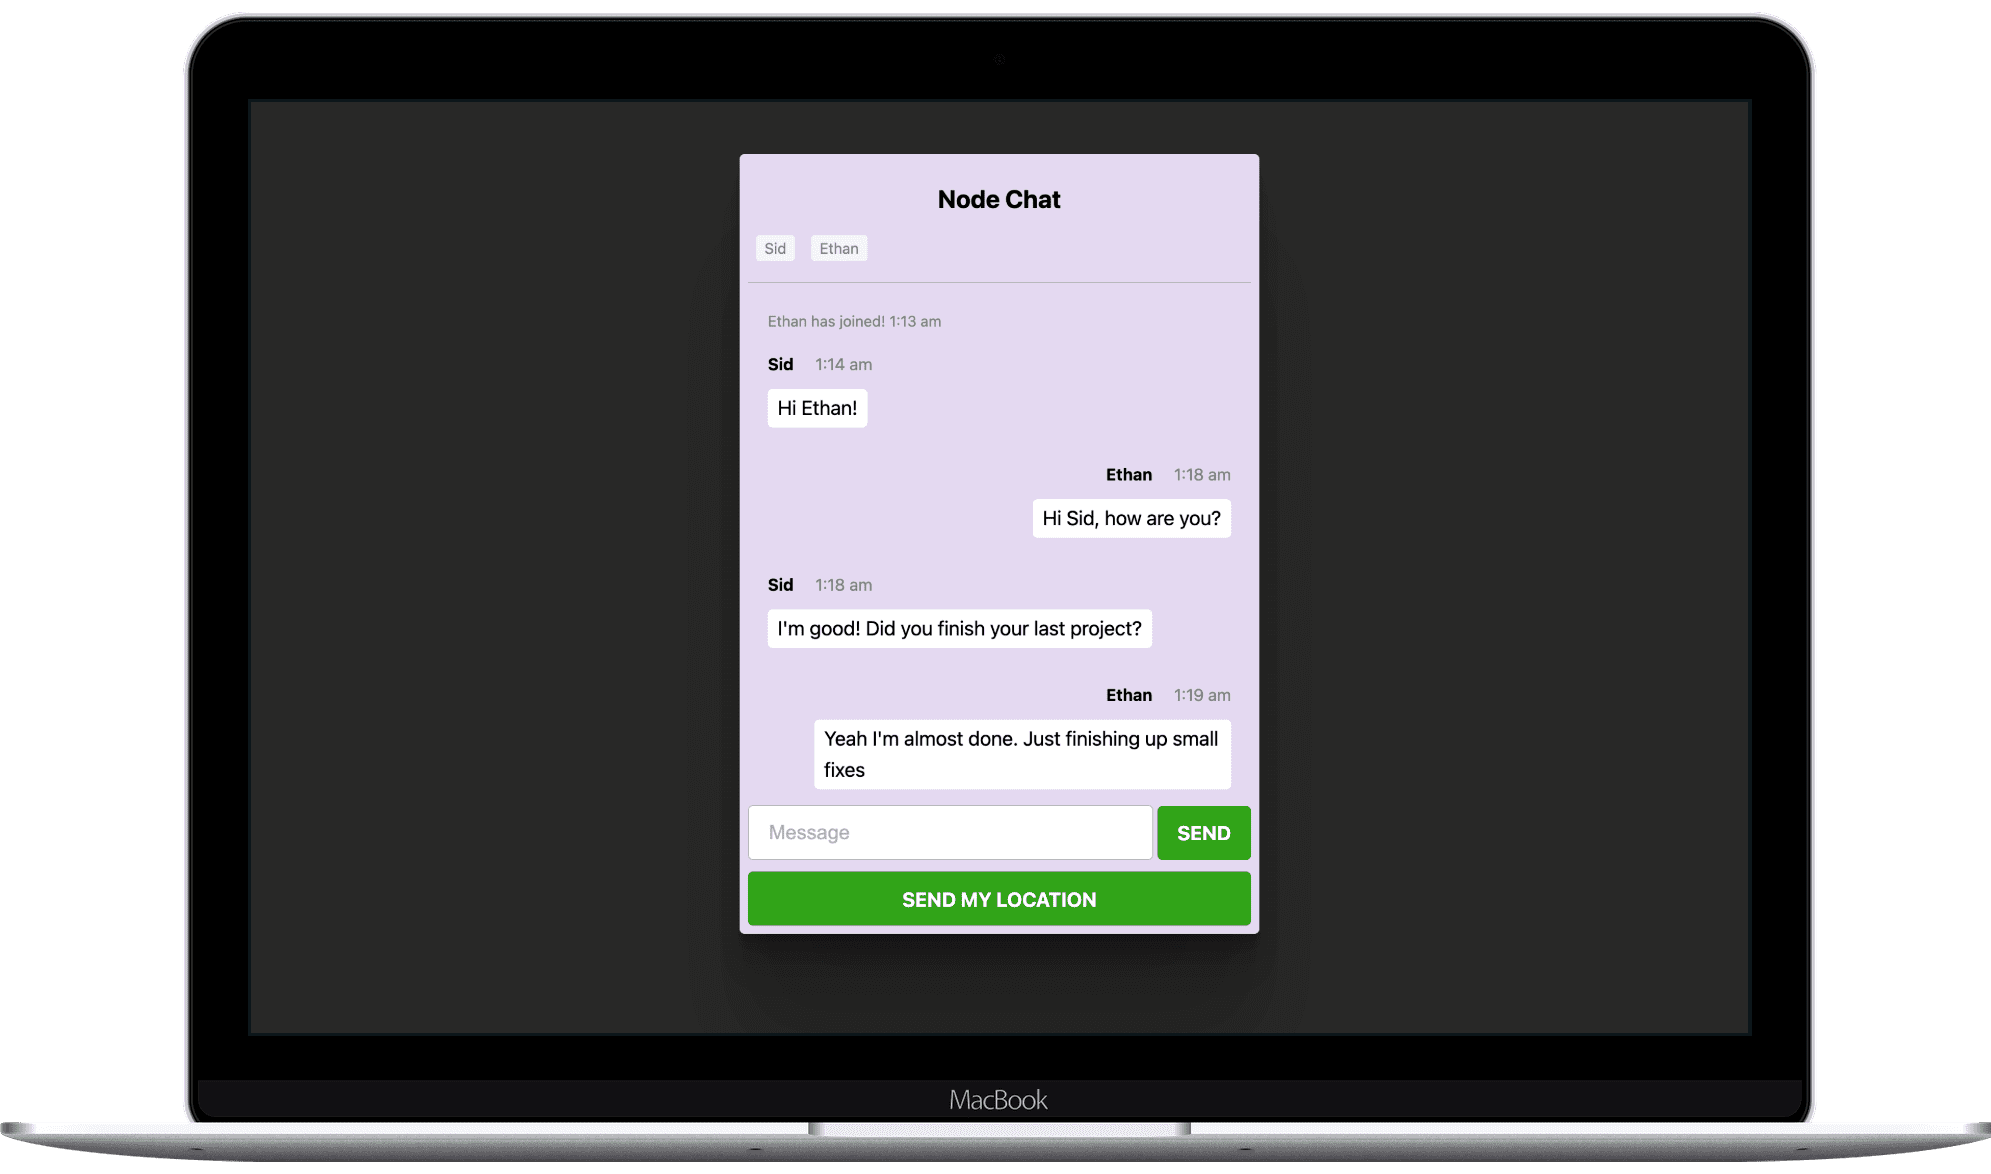 Node Chat
Sid Ethan
Ethan has joined! 1:13 am
Sid 1:14 am
Hi Ethan!
Ethan 1:18 am
Hi Sid, how are you?
Sid 1:18 am
I'm good! Did you finish your last project?
Ethan 1:19 am
Yeah I'm almost done. Just finishing up small
fixes
Message SEND
SEND MY LOCATION
MacBook